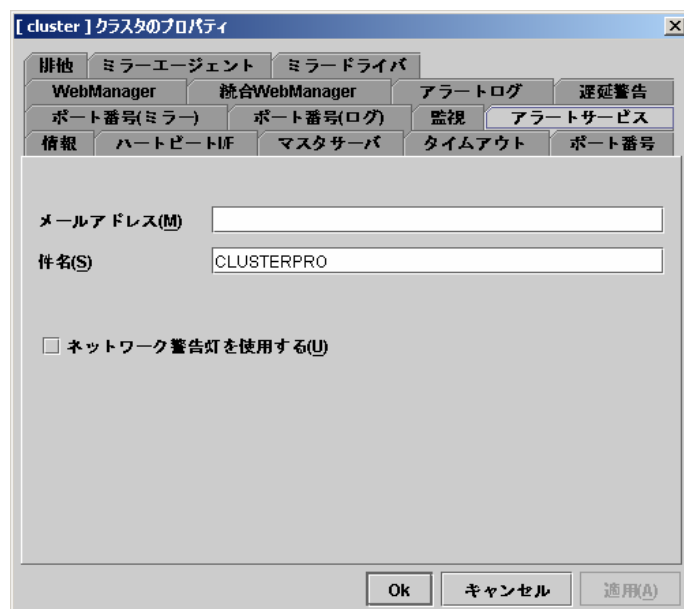 [ cluster ] クラスタのプロパティ
排他 ミラーエージェント ミラードライバ
WebManager 統合WebManager アラートログ 遅延警告
ポート番号(ミラー) ポート番号(ログ) 監視 アラートサービス
情報 ハートビートI/F マスタサーバ タイムアウト ポート番号
メールアドレス(M)
件名(S) CLUSTERPRO
ネットワーク警告灯を使用する(U)
Ok キャンセル 適用(A)